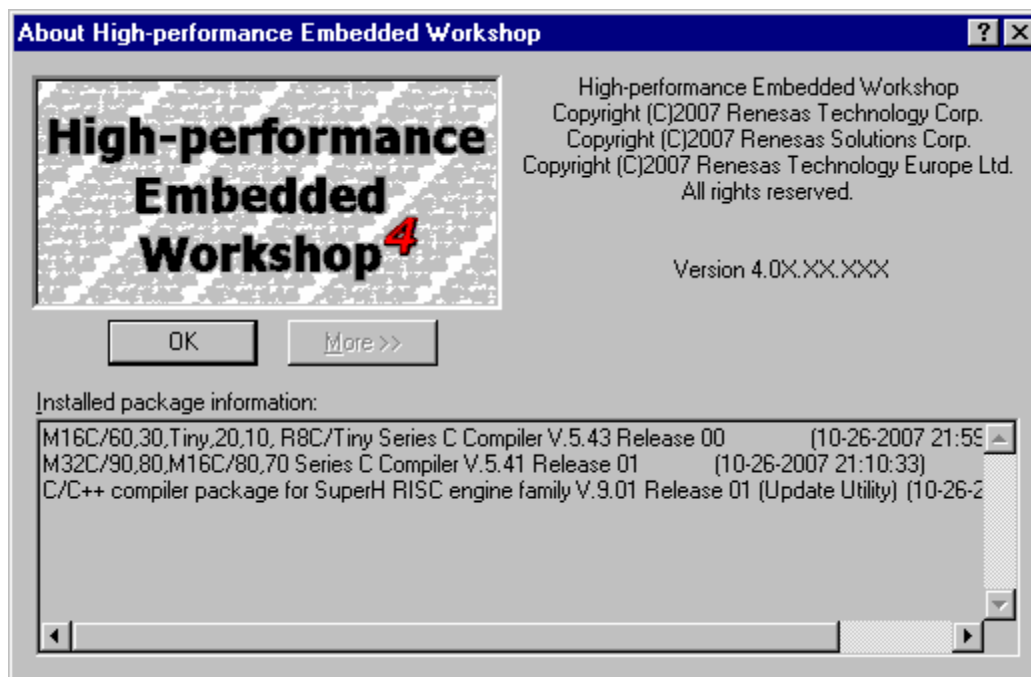 About High-performance Embedded Workshop
High-performance
Embedded
Workshop4
High-performance Embedded Workshop
Copyright (C)2007 Renesas Technology Corp.
Copyright (C)2007 Renesas Solutions Corp.
Copyright (C)2007 Renesas Technology Europe Ltd.
All rights reserved.
Version 4.0X.XX.XXX
OK
More >>
Installed package information:
M16C/60,30,Tiny,20,10, R8C/Tiny Series C Compiler V.5.43 Release 00 (10-26-2007 21:59
M32C/90,80,M16C/80,70 Series C Compiler V.5.41 Release 01 (10-26-2007 21:10:33)
C/C++ compiler package for SuperH RISC engine family V.9.01 Release 01 (Update Utility) (10-26-2